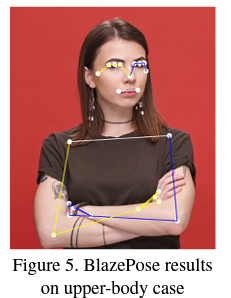 Figure 5. BlazePose results
on upper-body case